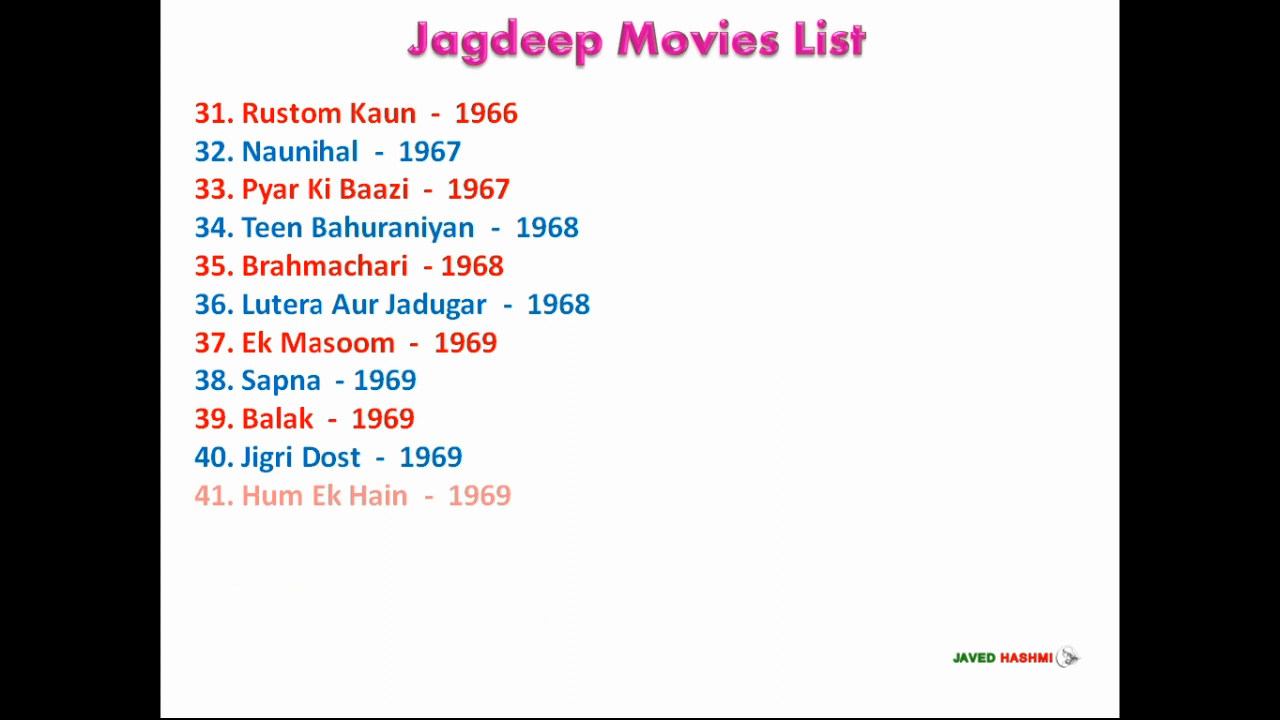 Jagdeep Movies List
31. Rustom Kaun - 1966
32. Naunihal - 1967
33. Pyar Ki Baazi - 1967
34. Teen Bahuraniyan - 1968
35. Brahmachari - 1968
36. Lutera Aur Jadugar - 1968
37. Ek Masoom - 1969
38. Sapna - 1969
39. Balak - 1969
40. Jigri Dost - 1969
41. Hum Ek Hain - 1969
JAVED HASHMI